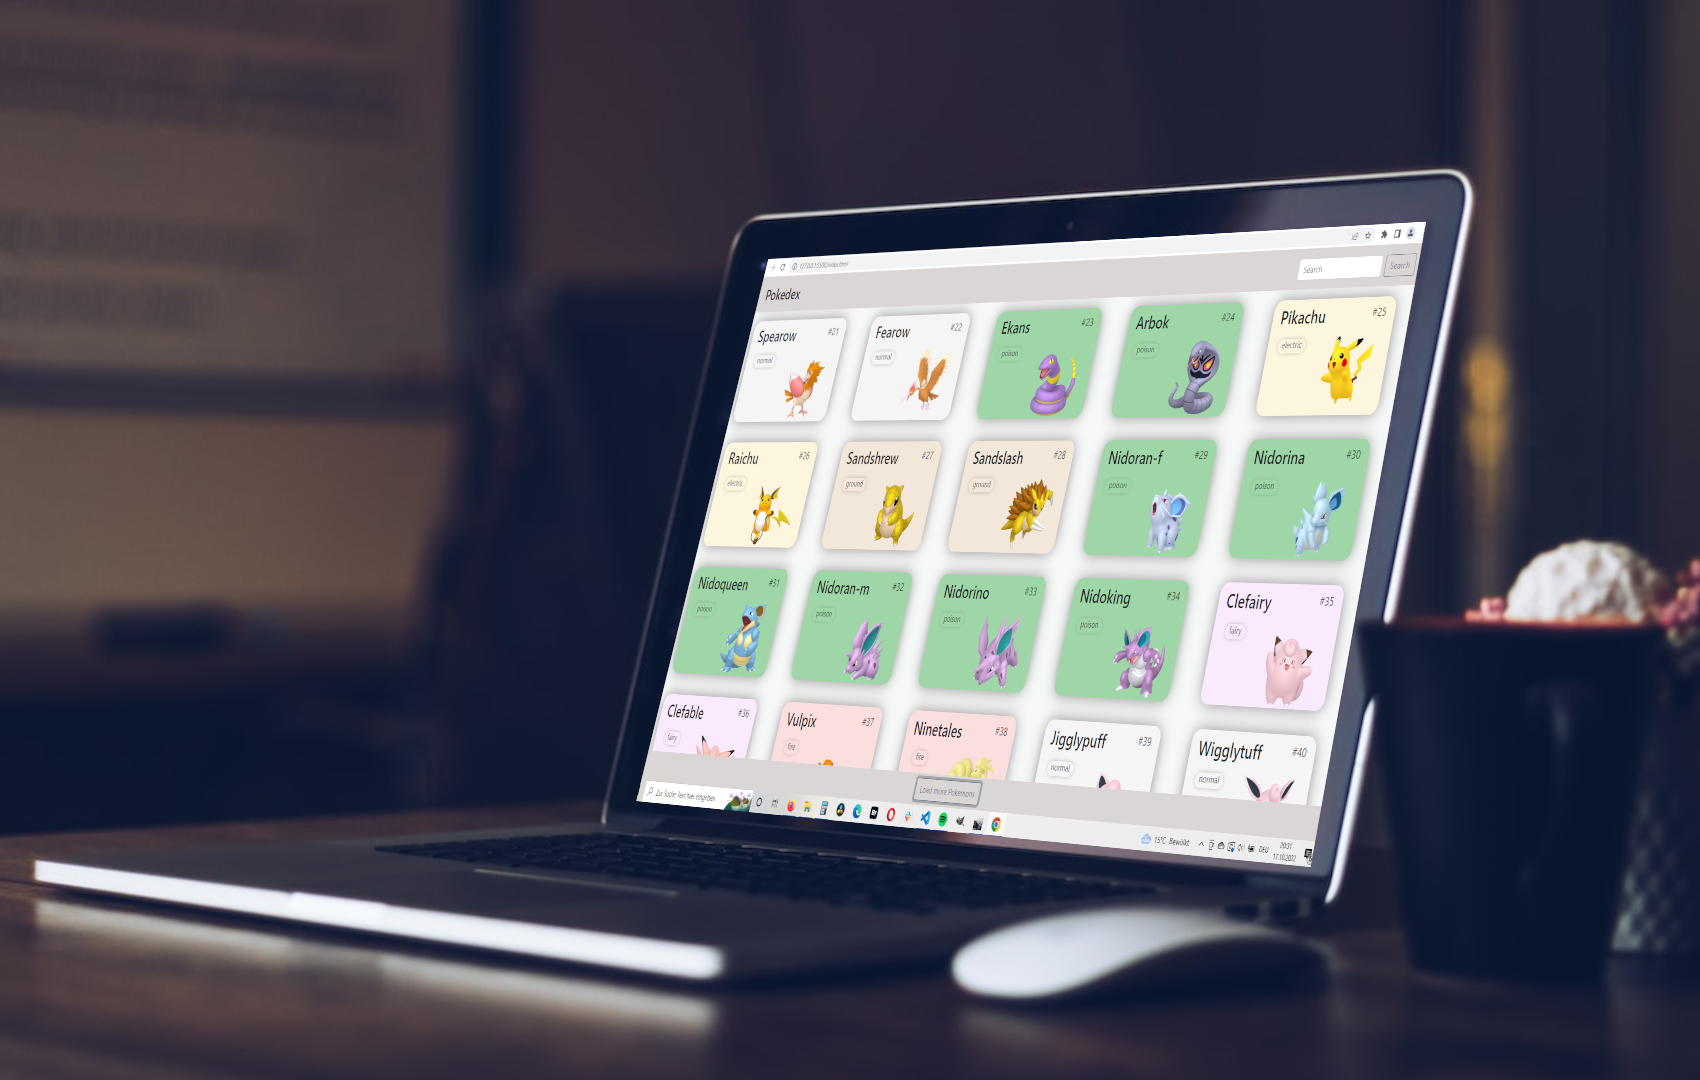 127.0.0.1:5500/index.html
Pokedex
Search
Search
Spearow #21
normal
Fearow #22
normal
Ekans #23
poison
Arbok #24
poison
Pikachu #25
electric
Raichu #26
electric
Sandshrew #27
ground
Sandslash #28
ground
Nidoran-f #29
poison
Nidorina #30
poison
Nidoqueen #31
poison
Nidoran-m #32
poison
Nidorino #33
poison
Nidoking #34
poison
Clefairy #35
fairy
Clefable #36
fairy
Vulpix #37
fire
Ninetales #38
fire
Jigglypuff #39
normal
Wigglytuff #40
normal
Load more Pokemons
Zur Suche Text hier eingeben
15°C Bewölkt
DEU
20:31
17.10.2022